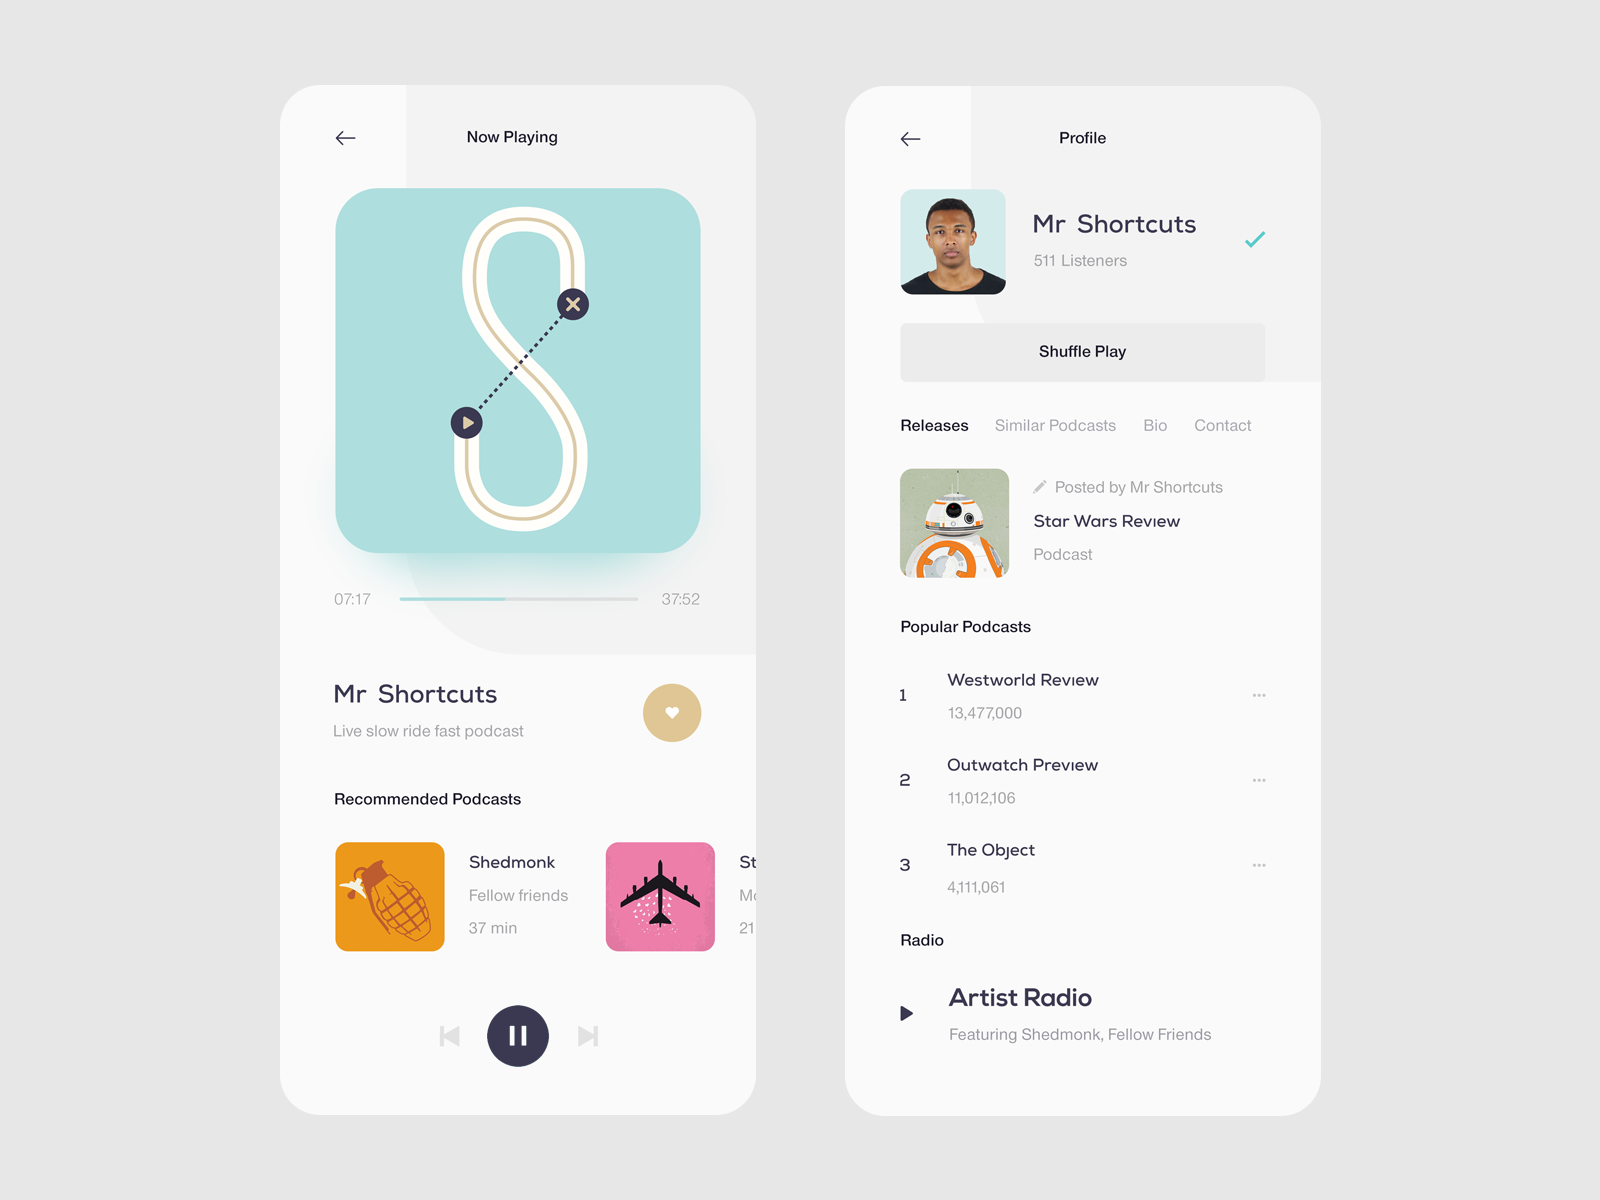 Now Playing
07:17
37:52
Mr Shortcuts
Live slow ride fast podcast
Recommended Podcasts
Shedmonk
Fellow friends
37 min
St
Mo
21
Profile
Mr Shortcuts
511 Listeners
Shuffle Play
Releases Similar Podcasts Bio Contact
Posted by Mr Shortcuts
Star Wars Review
Podcast
Popular Podcasts
1
Westworld Review
13,477,000
2
Outwatch Preview
11,012,106
3
The Object
4,111,061
Radio
Artist Radio
Featuring Shedmonk, Fellow Friends